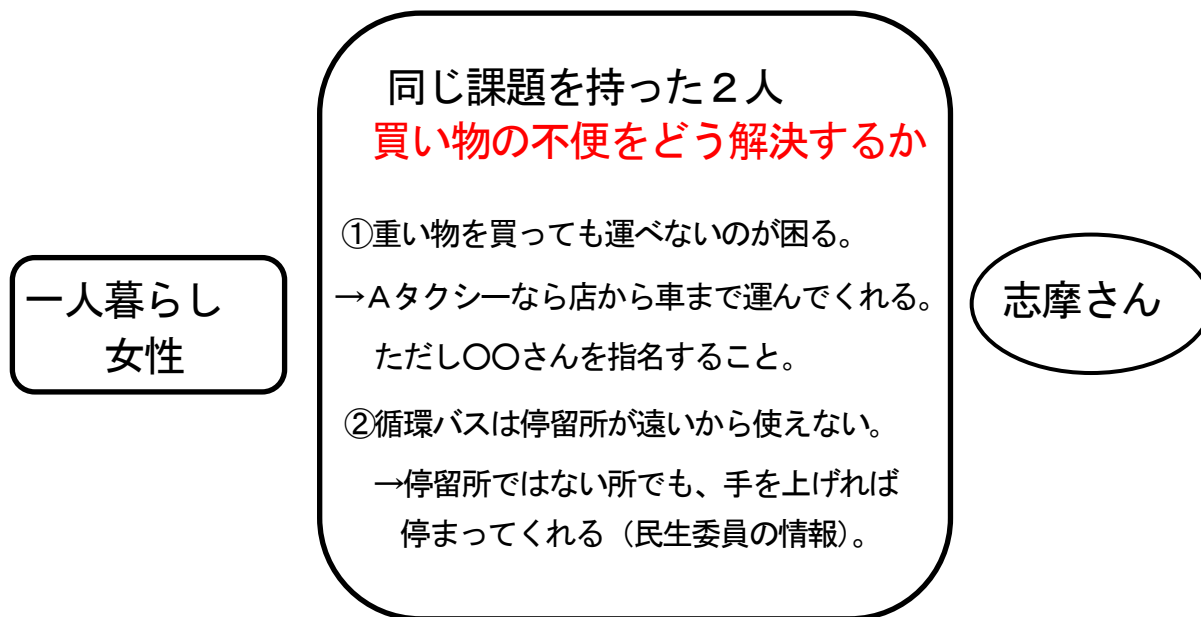 同じ課題を持った２人
買い物の不便をどう解決するか
①重い物を買っても運べないのが困る。
→Ａタクシーなら店から車まで運んでくれる。
ただし〇〇さんを指名すること。
②循環バスは停留所が遠いから使えない。
→停留所ではない所でも、手を上げれば
停まってくれる（民生委員の情報）。
一人暮らし
女性
志摩さん